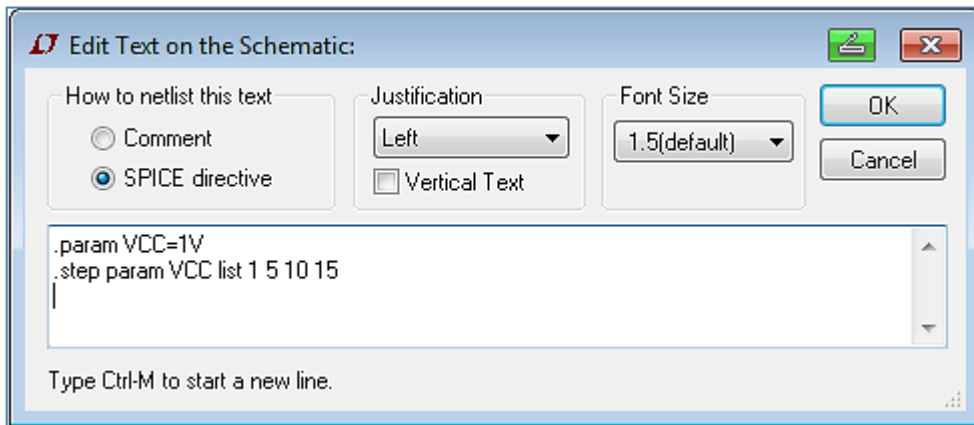 Edit Text on the Schematic:
How to netlist this text
Comment
SPICE directive
Justification
Left
Vertical Text
Font Size
1.5(default)
OK
Cancel
.param VCC=1V
.step param VCC list 1 5 10 15
Type Ctrl-M to start a new line.